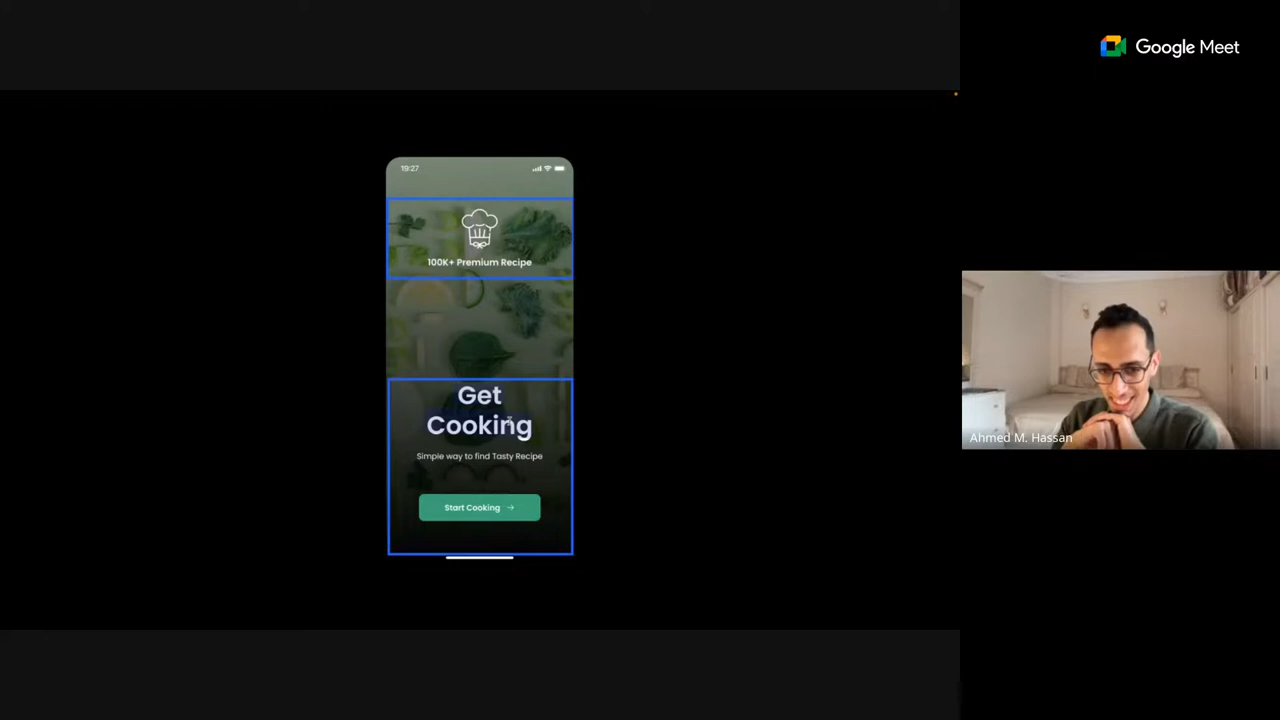 Google Meet
19:27
100K+ Premium Recipe
Get
Cooking
Simple way to find Tasty Recipe
Start Cooking
Ahmed M. Hassan